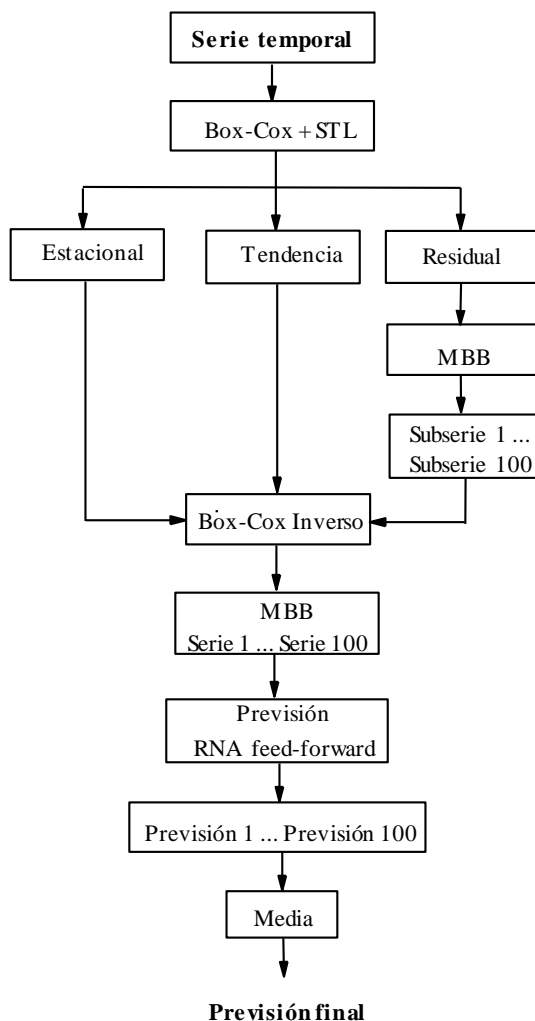 Serie temporal
Box-Cox + STL
Estacional
Tendencia
Residual
MBB
Subserie 1 ...
Subserie 100
Box-Cox Inverso
MBB
Serie 1 ... Serie 100
Previsión
RNA feed-forward
Previsión 1 ... Previsión 100
Media
Previsión final